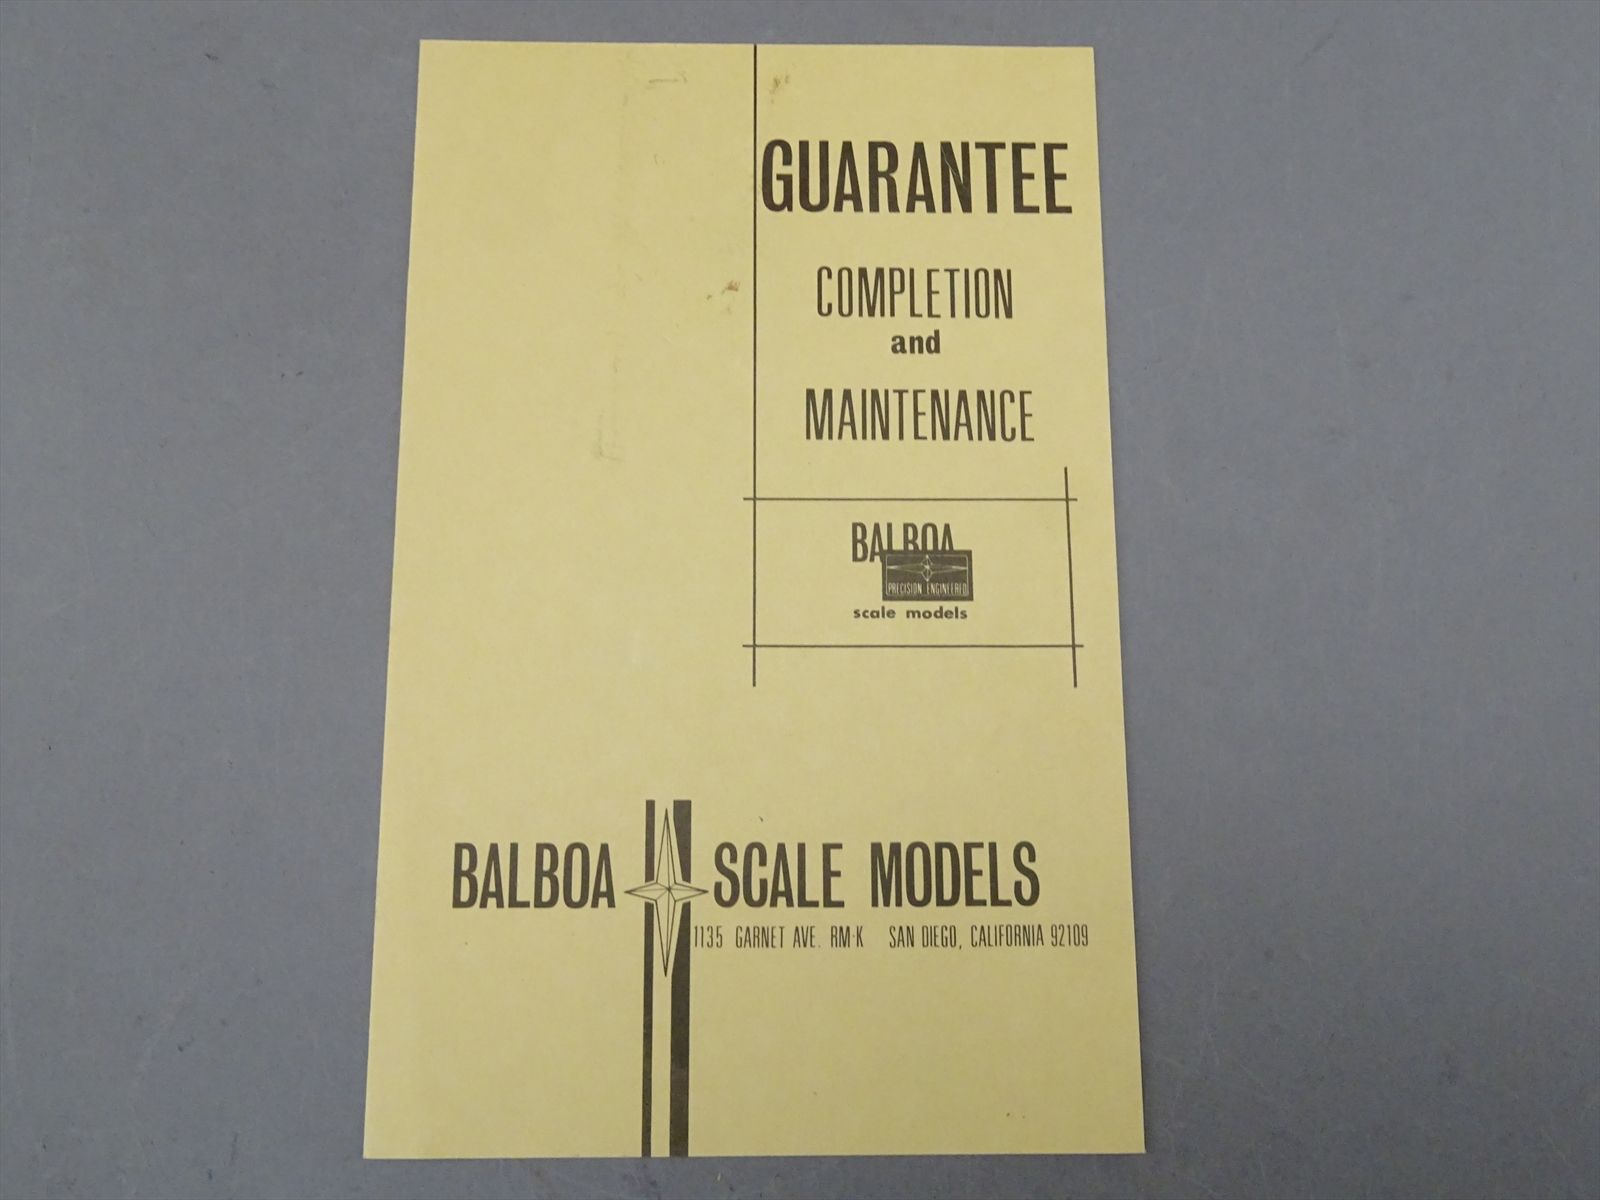 GUARANTEE
COMPLETION
and
MAINTENANCE
BALBOA
PRECISION ENGINEERED
scale models
BALBOA SCALE MODELS
1135 GARNET AVE. RM-K SAN DIEGO, CALIFORNIA 92109